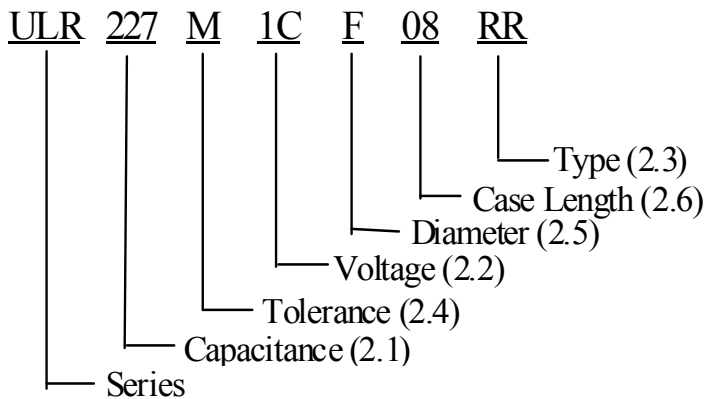 ULR 227 M 1C F 08 RR
Type (2.3)
Case Length (2.6)
Diameter (2.5)
Voltage (2.2)
Tolerance (2.4)
Capacitance (2.1)
Series